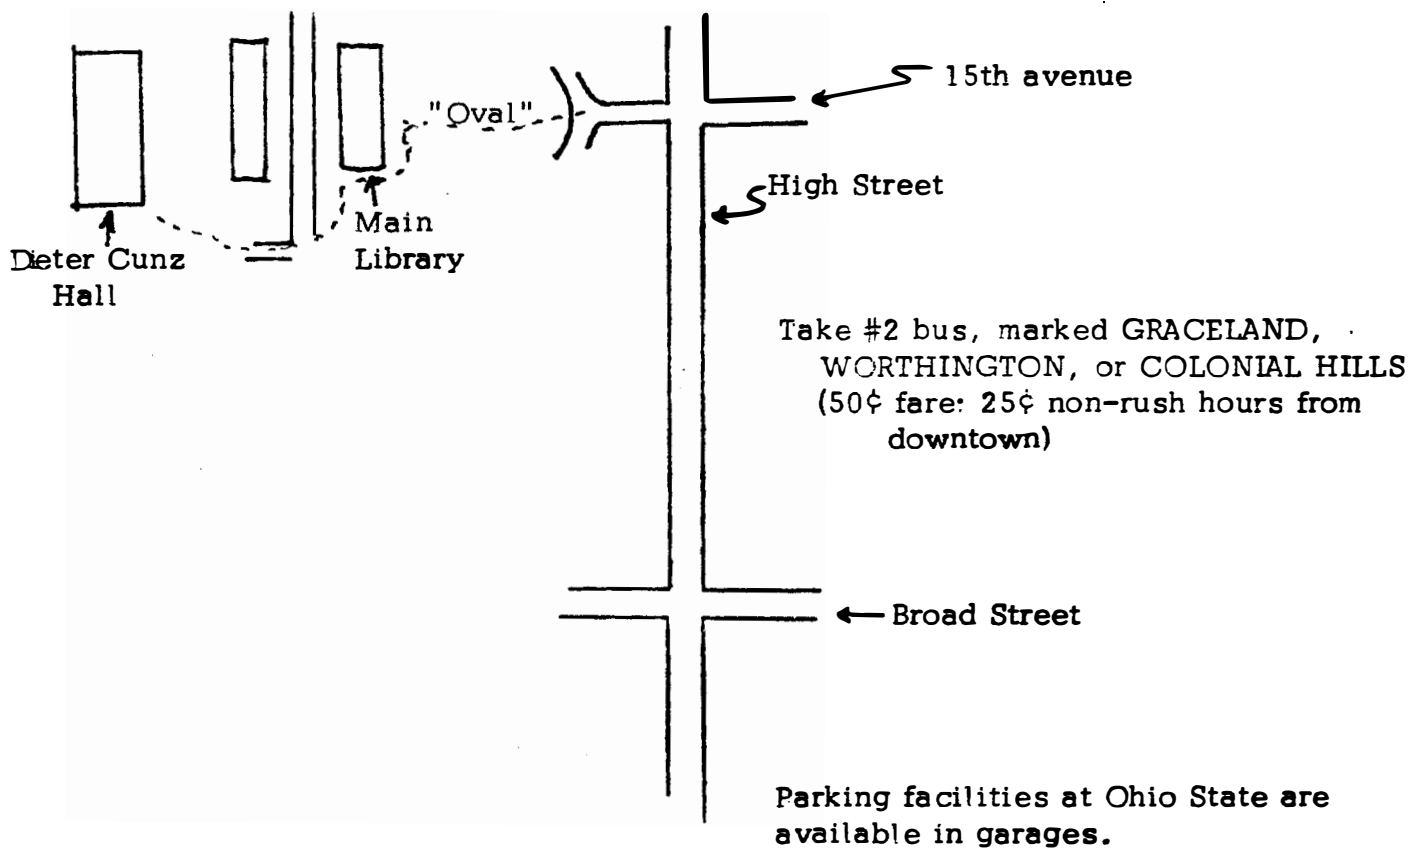 15th avenue
"Oval"
High Street
Main
Library
Dieter Cunz
Hall
Take #2 bus, marked GRACELAND,
WORTHINGTON, or COLONIAL HILLS
(50¢ fare: 25¢ non-rush hours from
downtown)
Broad Street
Parking facilities at Ohio State are
available in garages.